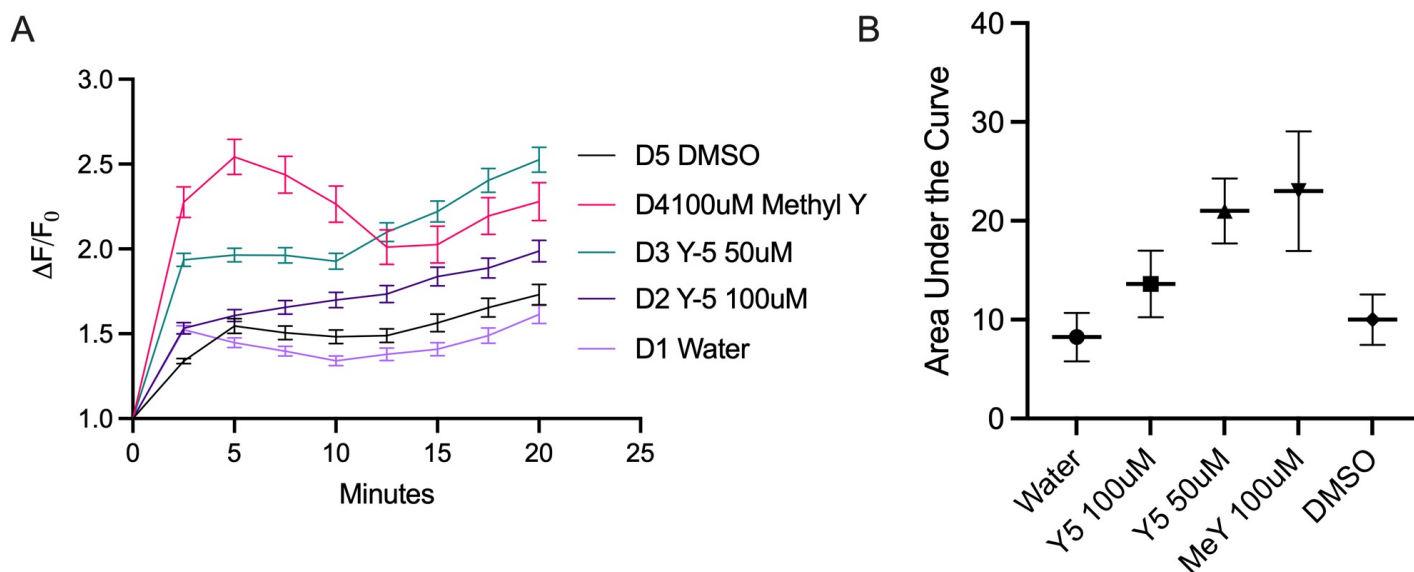 A
3.0
2.5
2.0
1.5
1.0
ΔF/F0
0 5 10 15 20 25
Minutes
D5 DMSO
D4100uM Methyl Y
D3 Y-5 50uM
D2 Y-5 100uM
D1 Water
B
40
30
20
10
0
Area Under the Curve
Water
Y5 100uM
Y5 50uM
MeY 100uM
DMSO